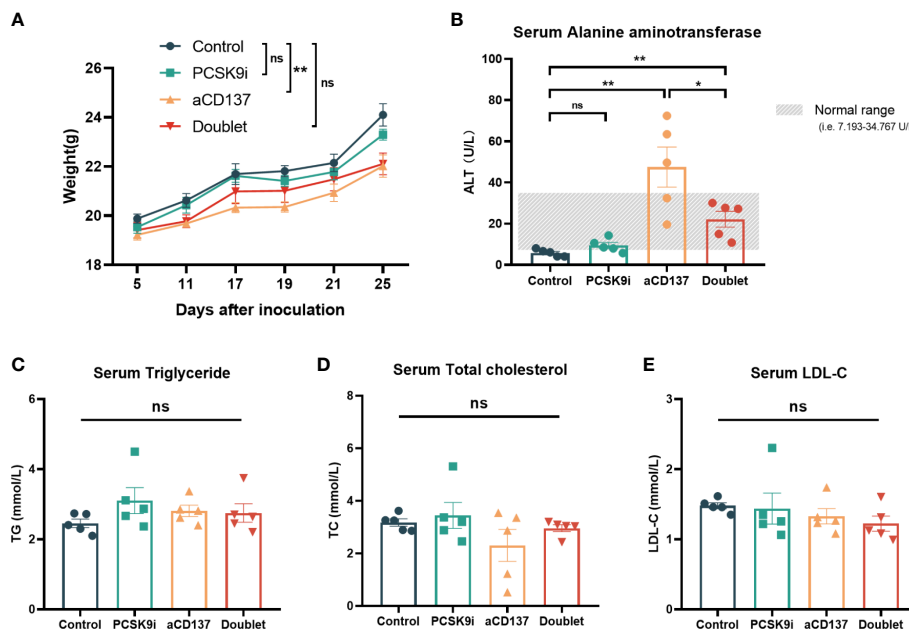 A
Control
PCSK9i
aCD137
Doublet
ns
**
ns
Weight(g)
26
24
22
20
18
5 11 17 19 21 25
Days after inoculation
B
Serum Alanine aminotransferase
ALT (U/L)
100
80
60
40
20
0
**
** *
ns
Control PCSK9i aCD137 Doublet
Normal range
(i.e. 7.193-34.767 U/
C
Serum Triglyceride
TG (mmol/L)
6
4
2
0
ns
Control PCSK9i aCD137 Doublet
D
Serum Total cholesterol
TC (mmol/L)
8
6
4
2
0
ns
Control PCSK9i aCD137 Doublet
E
Serum LDL-C
LDL-C (mmol/L)
3
2
1
0
ns
Control PCSK9i aCD137 Doublet